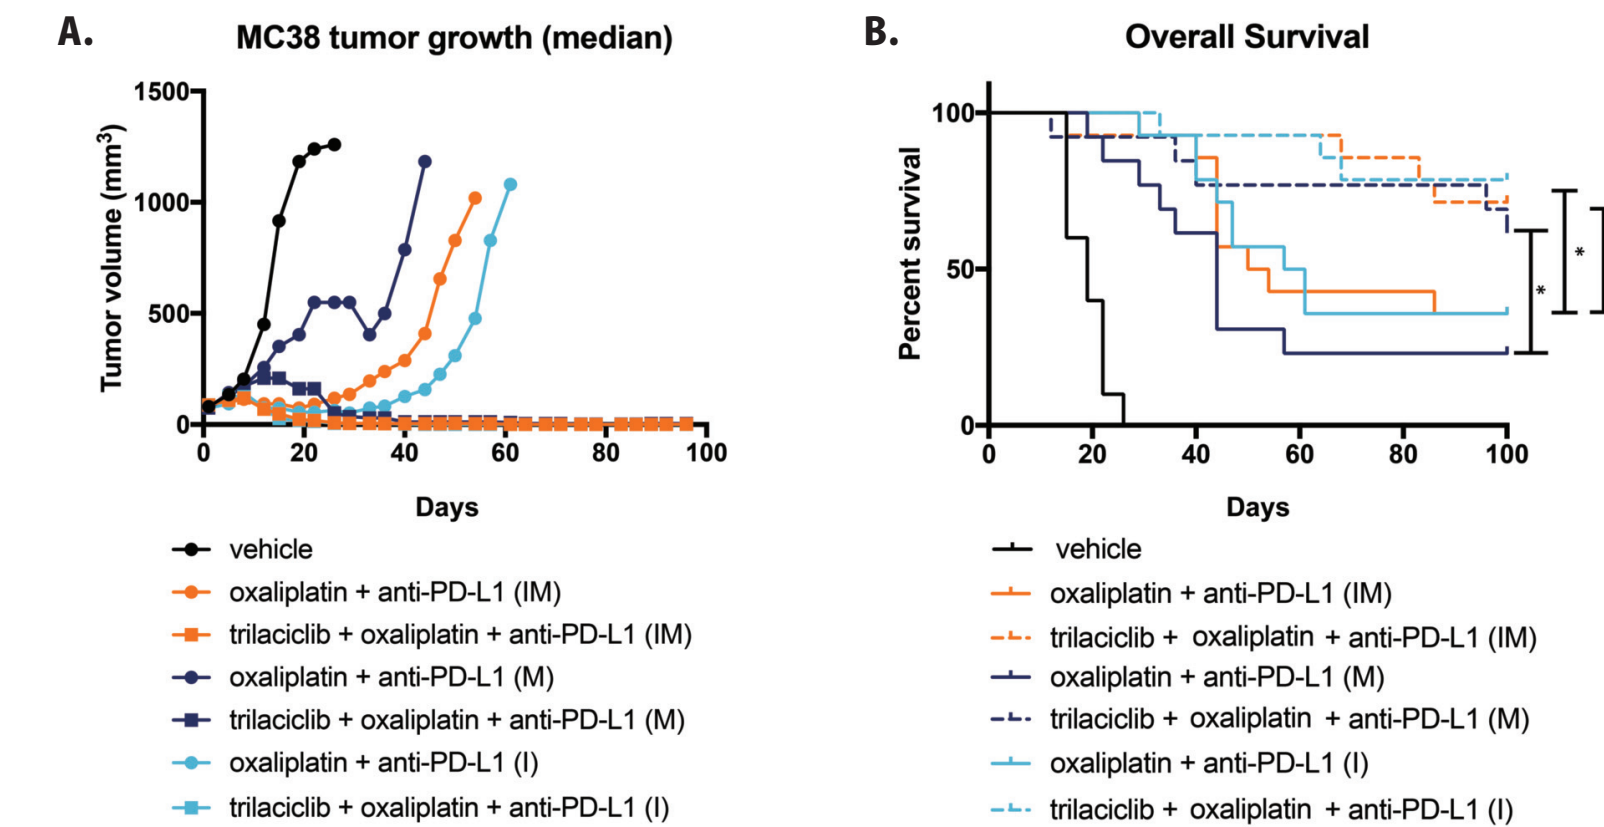 A.
MC38 tumor growth (median)
Tumor volume (mm³)
1500
1000
500
0
0 20 40 60 80 100
Days
vehicle
oxaliplatin + anti-PD-L1 (IM)
trilaciclib + oxaliplatin + anti-PD-L1 (IM)
oxaliplatin + anti-PD-L1 (M)
trilaciclib + oxaliplatin + anti-PD-L1 (M)
oxaliplatin + anti-PD-L1 (I)
trilaciclib + oxaliplatin + anti-PD-L1 (I)
B.
Overall Survival
Percent survival
100
50
0
0 20 40 60 80 100
* *
Days
vehicle
oxaliplatin + anti-PD-L1 (IM)
trilaciclib + oxaliplatin + anti-PD-L1 (IM)
oxaliplatin + anti-PD-L1 (M)
trilaciclib + oxaliplatin + anti-PD-L1 (M)
oxaliplatin + anti-PD-L1 (I)
trilaciclib + oxaliplatin + anti-PD-L1 (I)